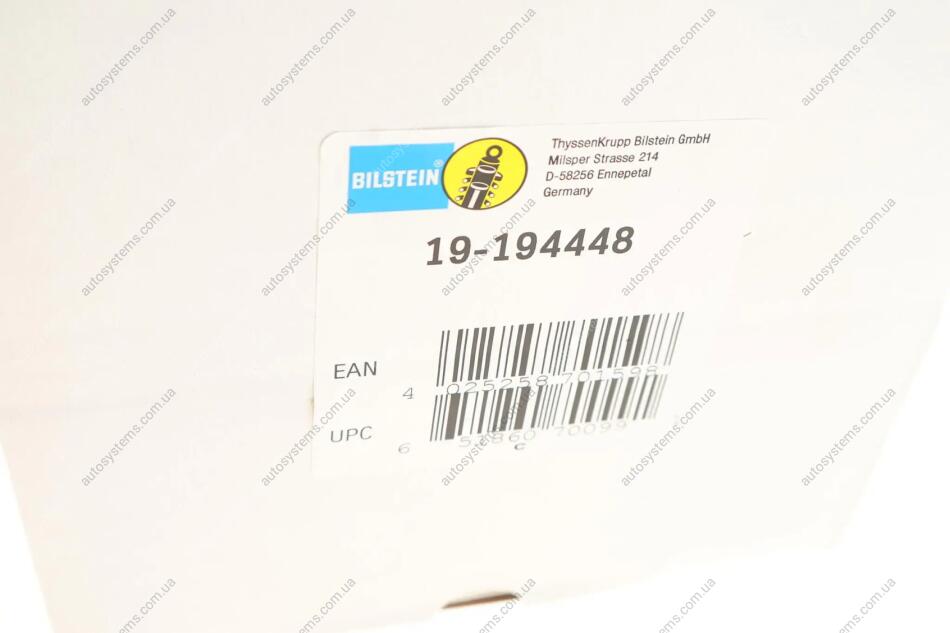 BILSTEIN®
ThyssenKrupp Bilstein GmbH
Milsper Strasse 214
D-58256 Ennepetal
Germany
19-194448
EAN
4 025258 701598
UPC
autosystems.com.ua